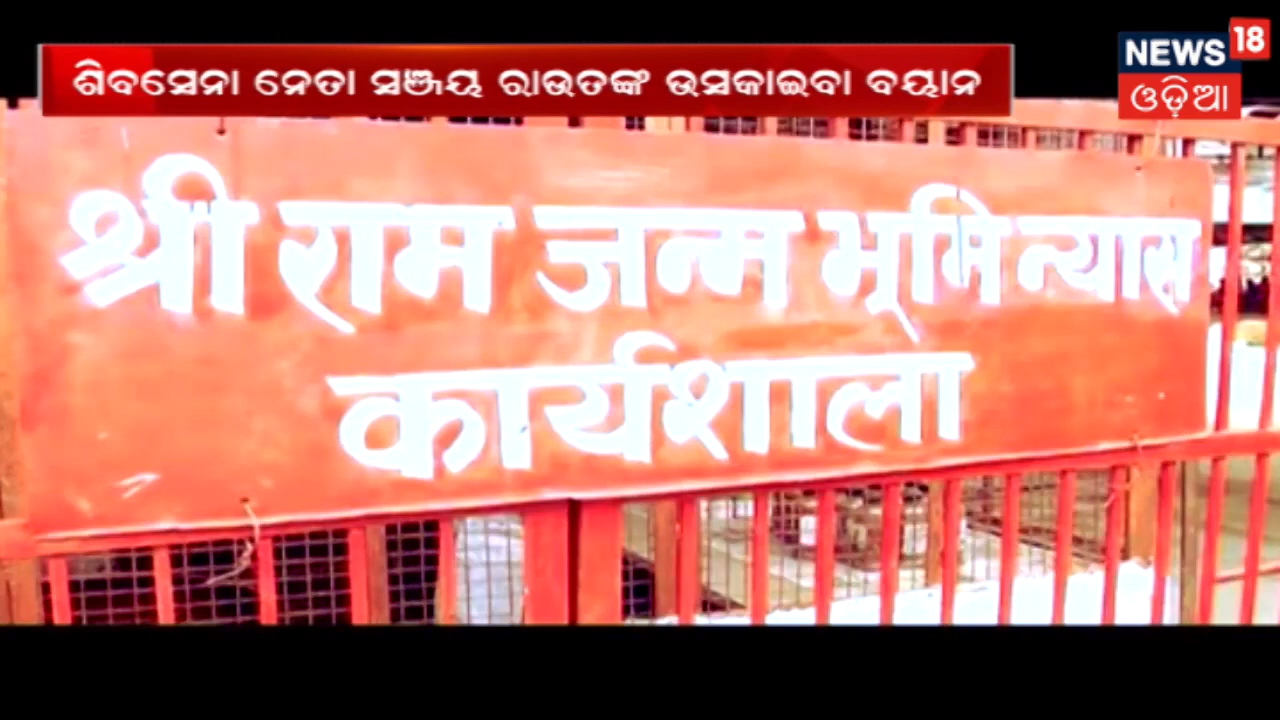 ଶିବସେନା ନେତା ସଞ୍ଜୟ ରାଉତଙ୍କ ଉସକାଇବା ବୟାନ
NEWS 18
ଓଡ଼ିଆ
श्री राम जन्म भूमि न्यास
कार्यशाला